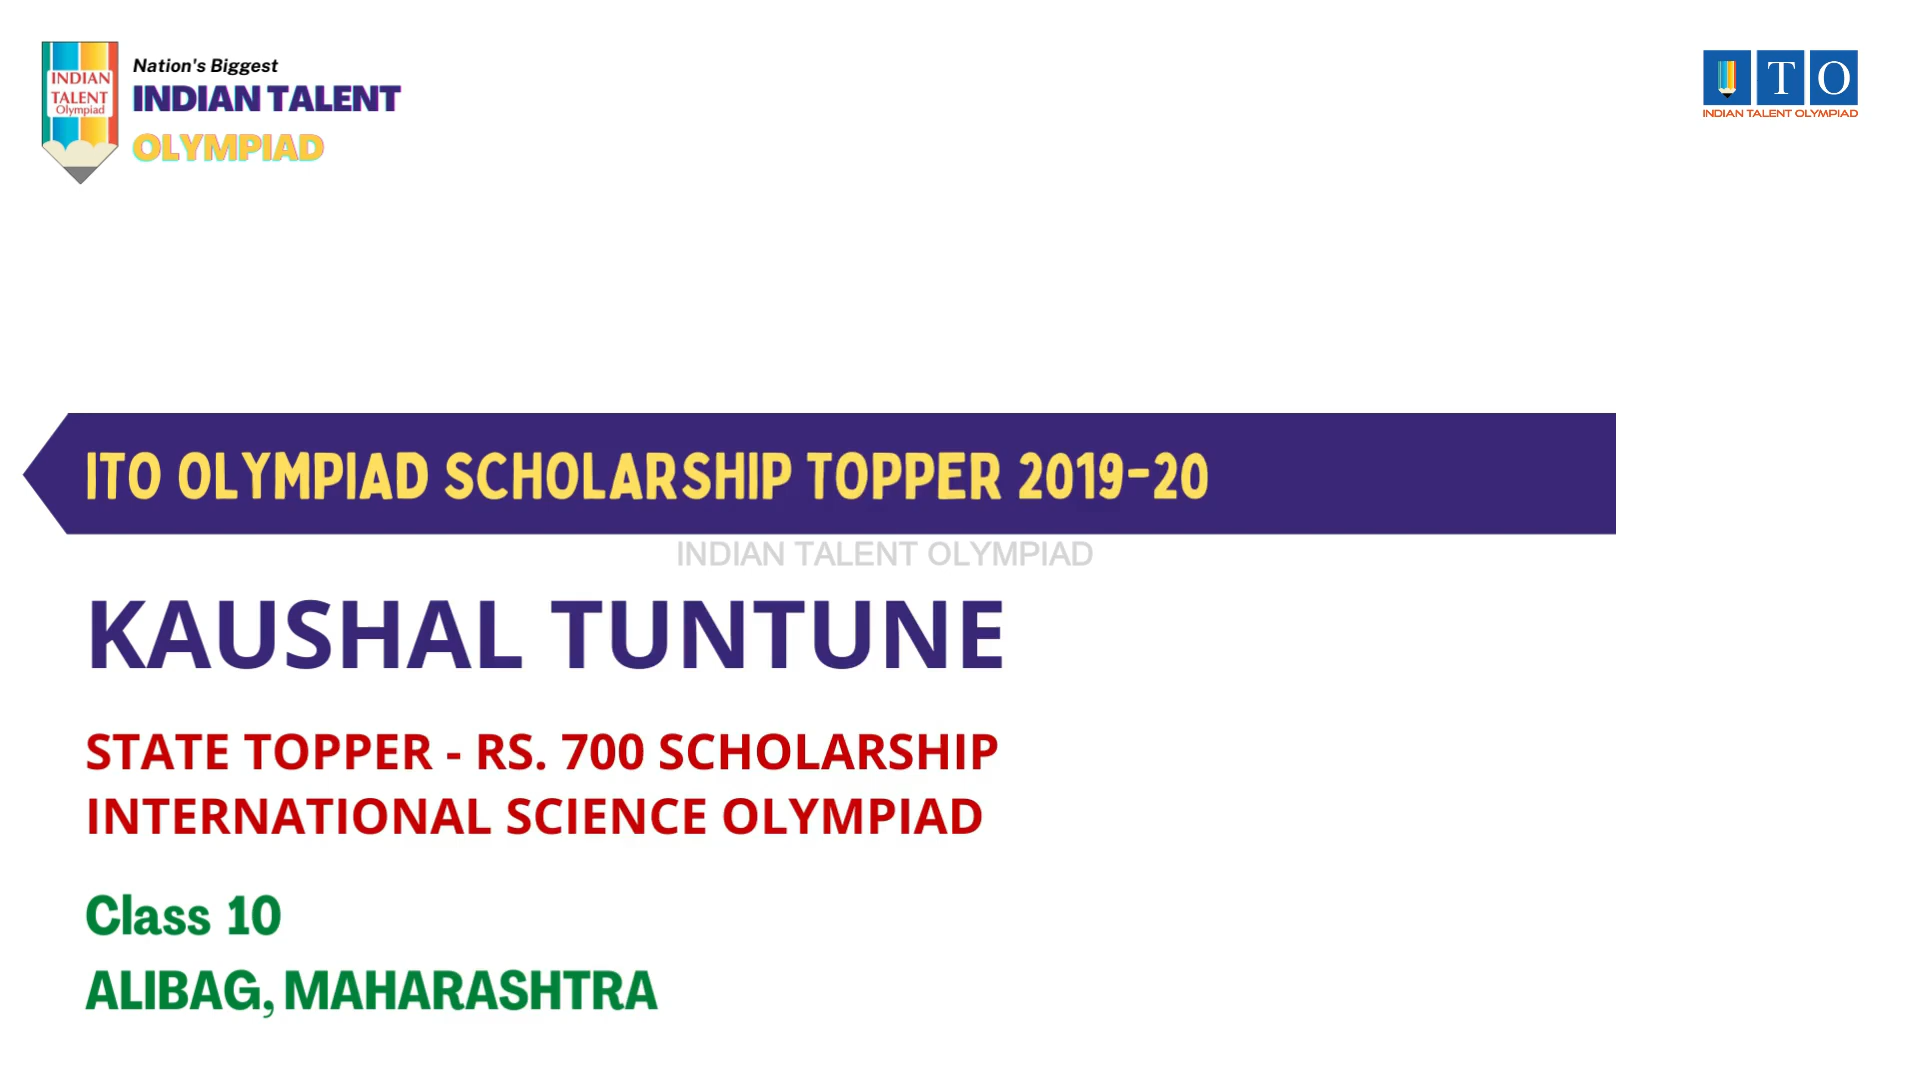 Nation's Biggest
INDIAN TALENT
OLYMPIAD
INDIAN
TALENT
Olympiad
T O
INDIAN TALENT OLYMPIAD
ITO OLYMPIAD SCHOLARSHIP TOPPER 2019-20
INDIAN TALENT OLYMPIAD
KAUSHAL TUNTUNE
STATE TOPPER - RS. 700 SCHOLARSHIP
INTERNATIONAL SCIENCE OLYMPIAD
Class 10
ALIBAG, MAHARASHTRA